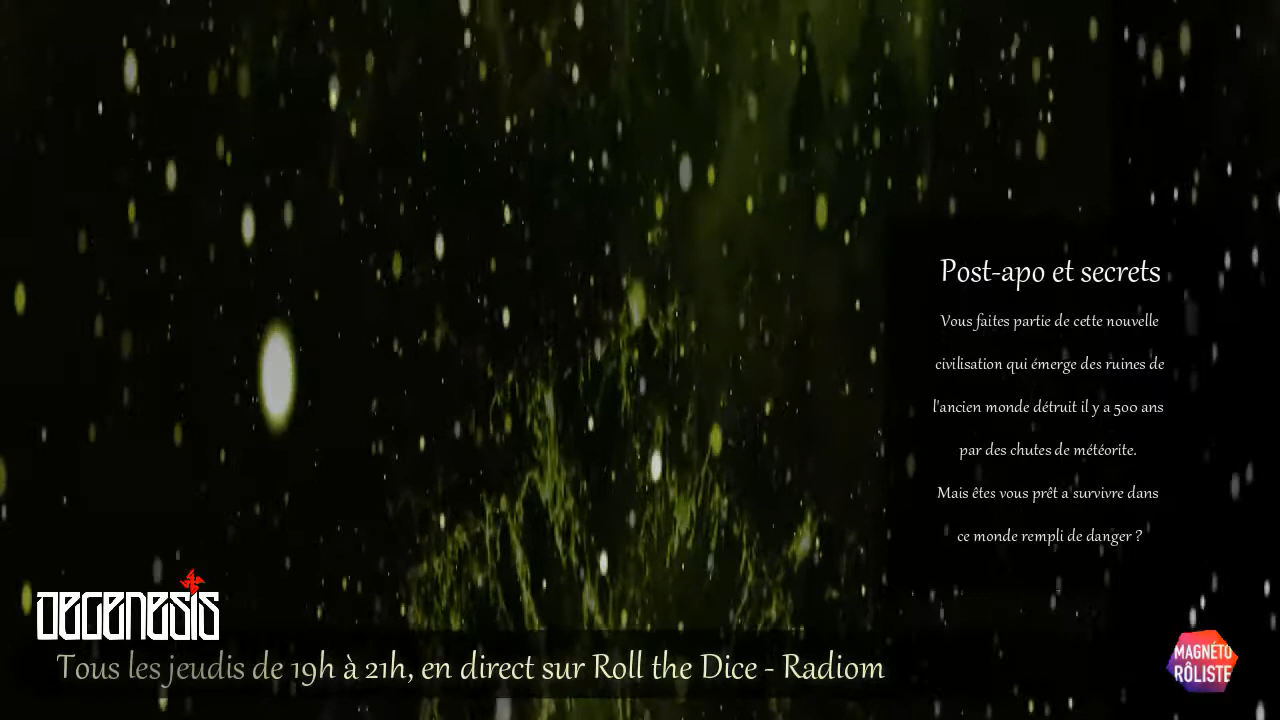 Post-apo et secrets
Vous faites partie de cette nouvelle
civilisation qui émerge des ruines de
l'ancien monde détruit il y a 500 ans
par des chutes de météorite.
Mais êtes vous prêt a survivre dans
ce monde rempli de danger ?
DEGENESIS
Tous les jeudis de 19h à 21h, en direct sur Roll the Dice - Radiom
MAGNÉTO
RÔLISTE